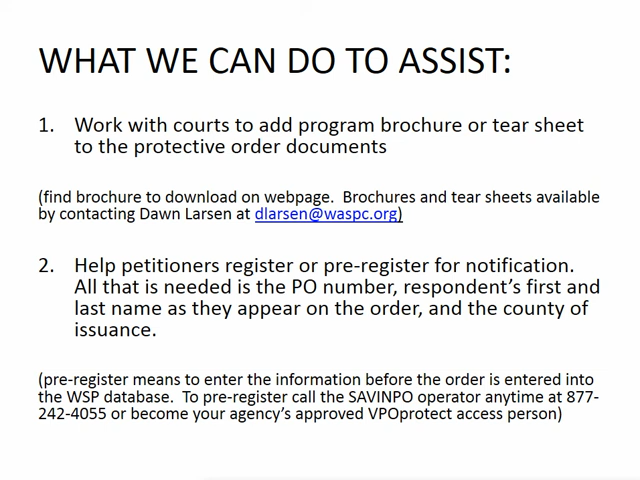 WHAT WE CAN DO TO ASSIST:
1. Work with courts to add program brochure or tear sheet
to the protective order documents
(find brochure to download on webpage. Brochures and tear sheets available
by contacting Dawn Larsen at dlarsen@waspc.org)
2. Help petitioners register or pre-register for notification.
All that is needed is the PO number, respondent's first and
last name as they appear on the order, and the county of
issuance.
(pre-register means to enter the information before the order is entered into
the WSP database. To pre-register call the SAVINPO operator anytime at 877-
242-4055 or become your agency's approved VPOprotect access person)